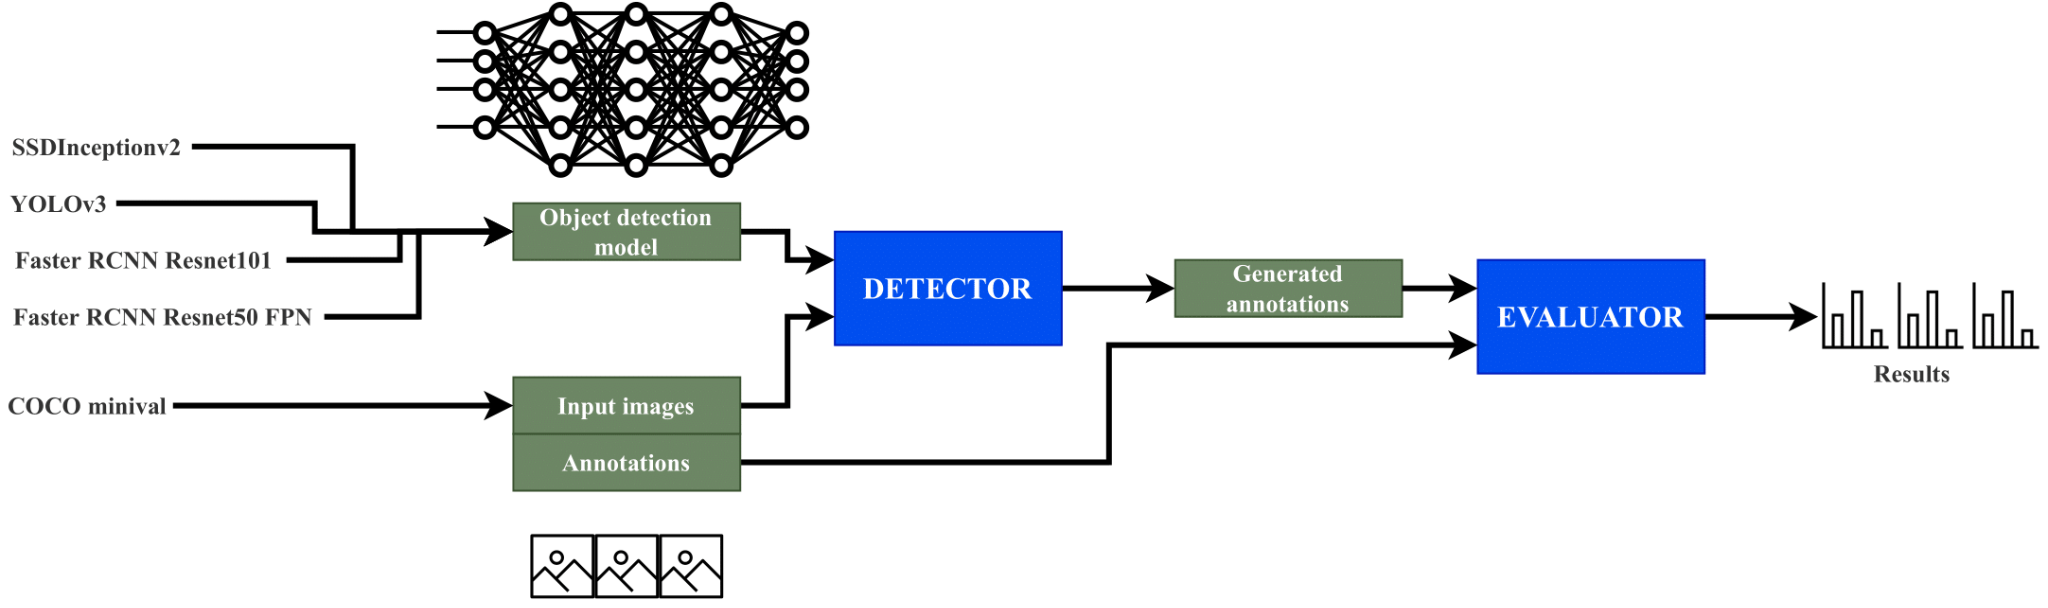 SSDInceptionv2
YOLOv3
Faster RCNN Resnet101
Faster RCNN Resnet50 FPN
COCO minival
Object detection
model
Input images
Annotations
DETECTOR
Generated
annotations
EVALUATOR
Results